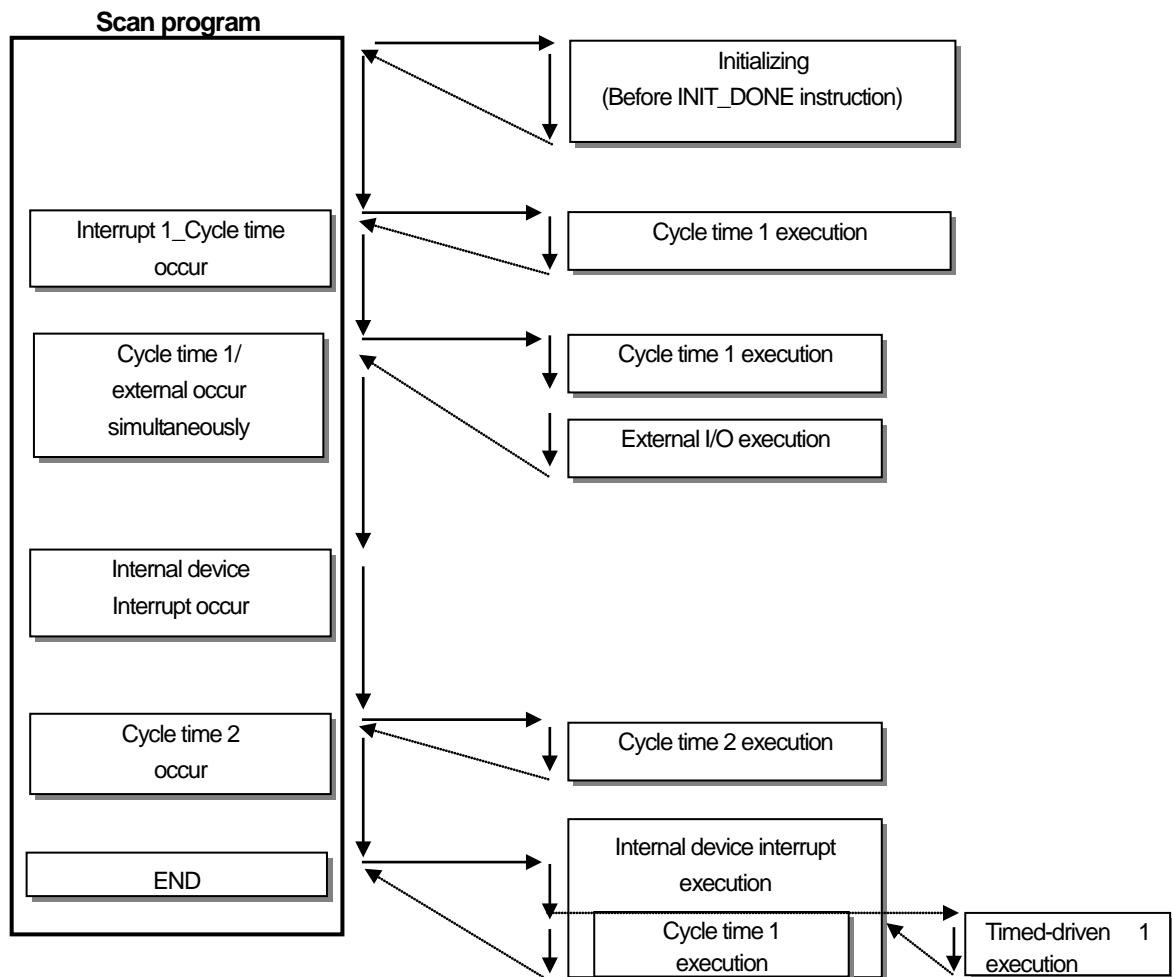 Scan program
Initializing
(Before INIT_DONE instruction)
Interrupt 1_Cycle time
occur
Cycle time 1 execution
Cycle time 1/
external occur
simultaneously
Cycle time 1 execution
External I/O execution
Internal device
Interrupt occur
Cycle time 2
occur
Cycle time 2 execution
END
Internal device interrupt
execution
Cycle time 1
execution
Timed-driven 1
execution